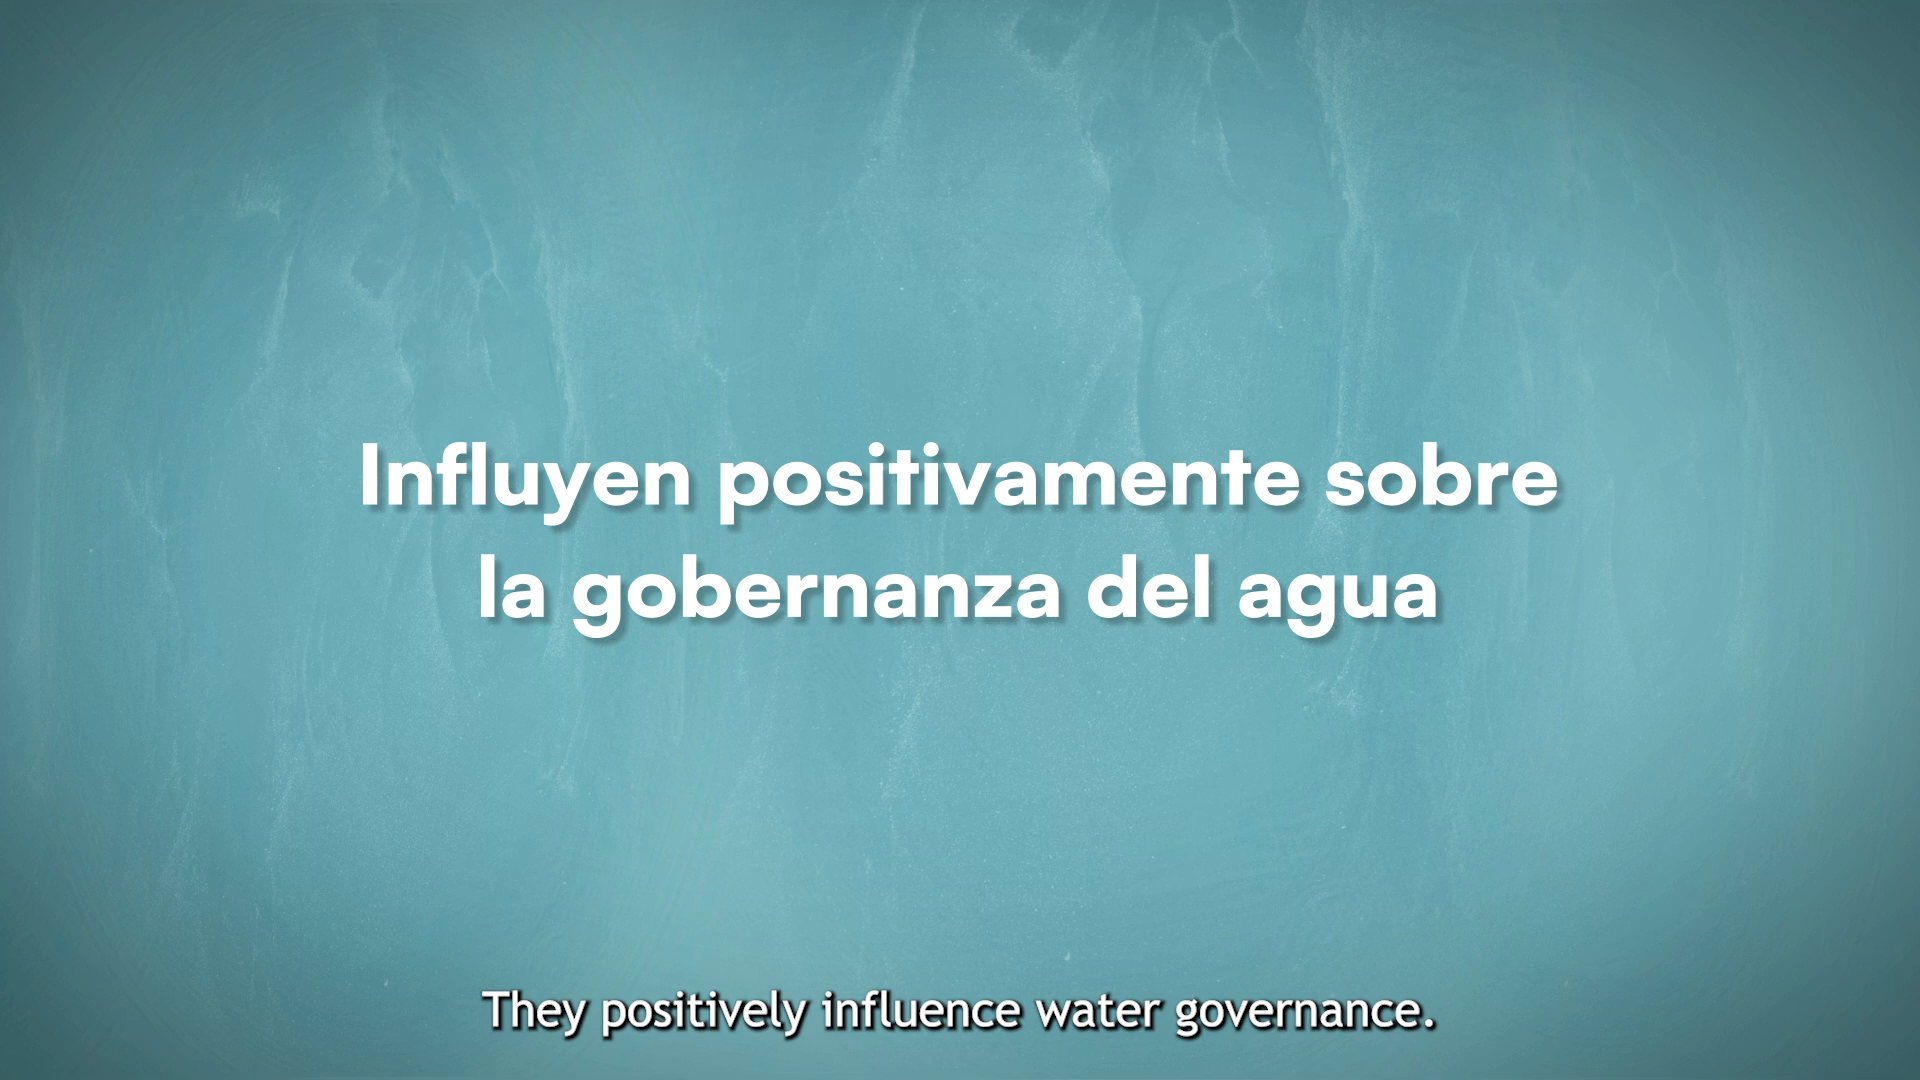 Influyen positivamente sobre
la gobernanza del agua
They positively influence water governance.